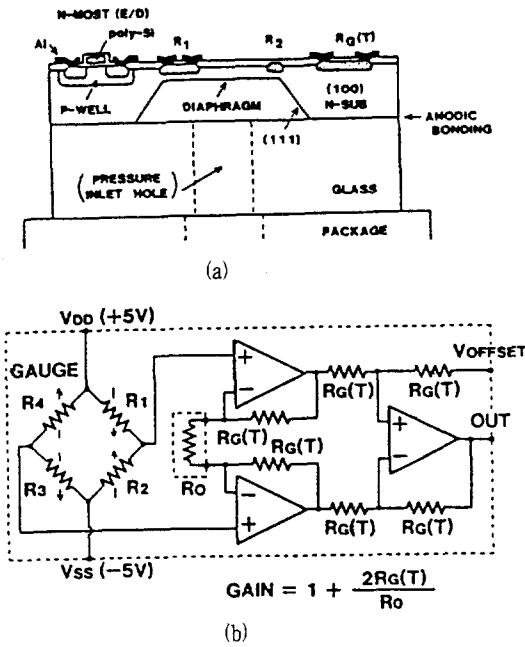 N-MOST (E/D)
poly-Si
Al
R1
R2
RG(T)
P-WELL
DIAPHRAGM
(100)
N-SUB
(111)
ANODIC
BONDING
(PRESSURE
INLET HOLE)
GLASS
PACKAGE
(a)
VDD (+5V)
GAUGE
R4
R1
R3
R2
VSS (-5V)
+
-
RG(T)
RG(T)
RO
-
+
RG(T)
RG(T)
VOFFSET
+
-
OUT
RG(T)
RG(T)
GAIN = 1 + 2RG(T)
RO
(b)